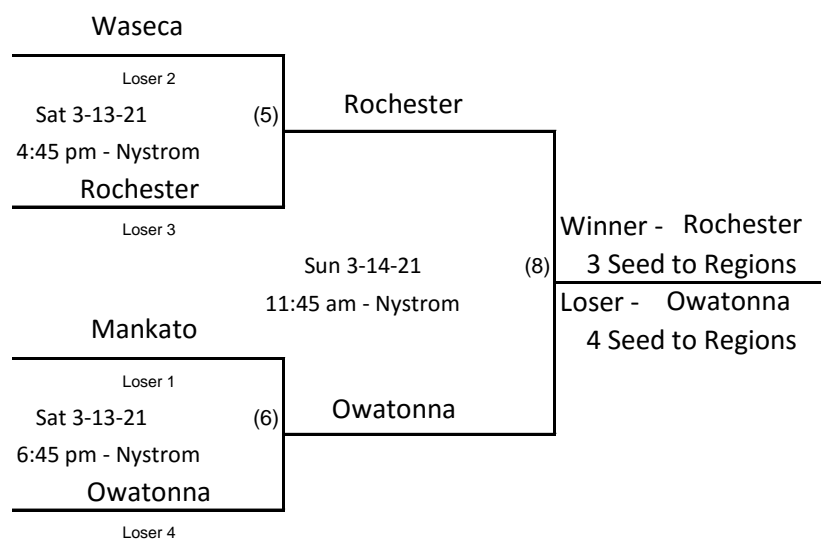 Waseca
Loser 2
Sat 3-13-21 (5)
4:45 pm - Nystrom
Rochester
Loser 3
Rochester
Sun 3-14-21 (8)
11:45 am - Nystrom
Winner - Rochester
3 Seed to Regions
Loser - Owatonna
4 Seed to Regions
Mankato
Loser 1
Sat 3-13-21 (6)
6:45 pm - Nystrom
Owatonna
Loser 4
Owatonna